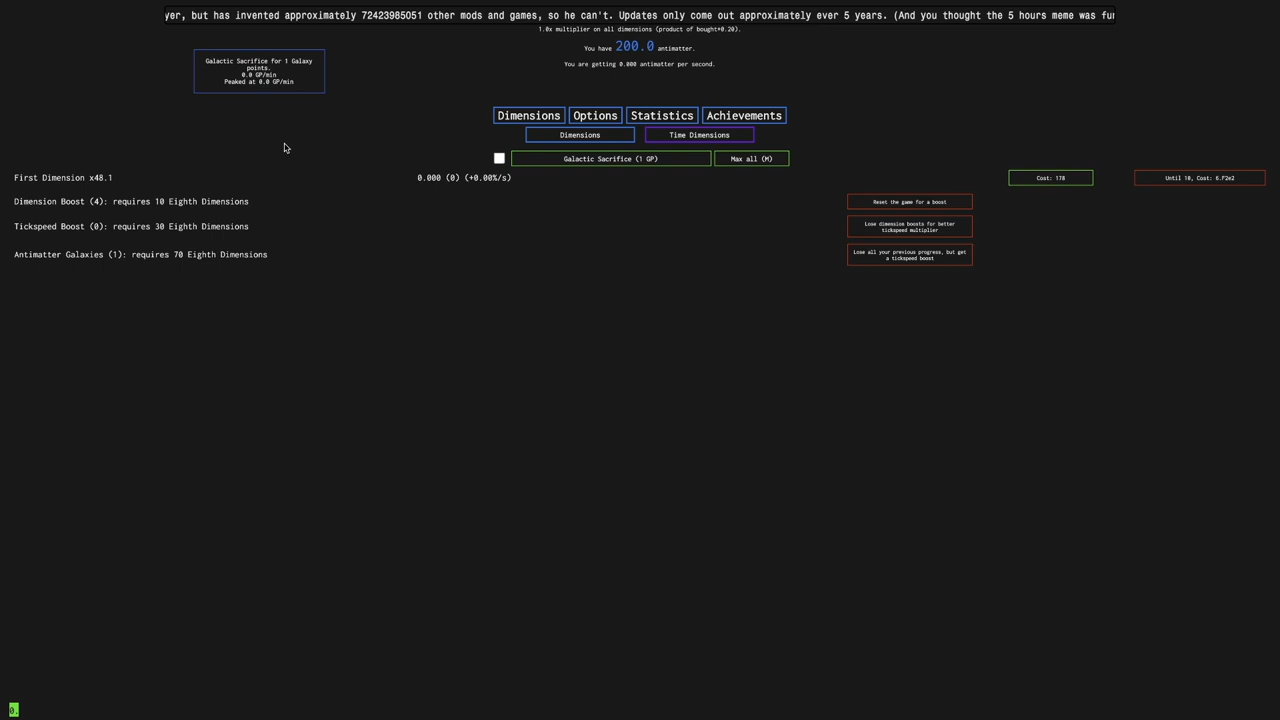 yer, but has invented approximately 72423985051 other mods and games, so he can't. Updates only come out approximately ever 5 years. (And you thought the 5 hours meme was fu
1.0x multiplier on all dimensions (product of bought*0.20).
You have 200.0 antimatter.
Galactic Sacrifice for 1 Galaxy
points.
0.0 GP/min
Peaked at 0.0 GP/min
You are getting 0.000 antimatter per second.
Dimensions Options Statistics Achievements
Dimensions Time Dimensions
Galactic Sacrifice (1 GP) Max all (M)
First Dimension x48.1 0.000 (0) (+0.00%/s) Cost: 178 Until 10, Cost: 6.F2e2
Dimension Boost (4): requires 10 Eighth Dimensions Reset the game for a boost
Tickspeed Boost (0): requires 30 Eighth Dimensions Lose dimension boosts for better
tickspeed multiplier
Antimatter Galaxies (1): requires 70 Eighth Dimensions Lose all your previous progress, but get
a tickspeed boost
0.